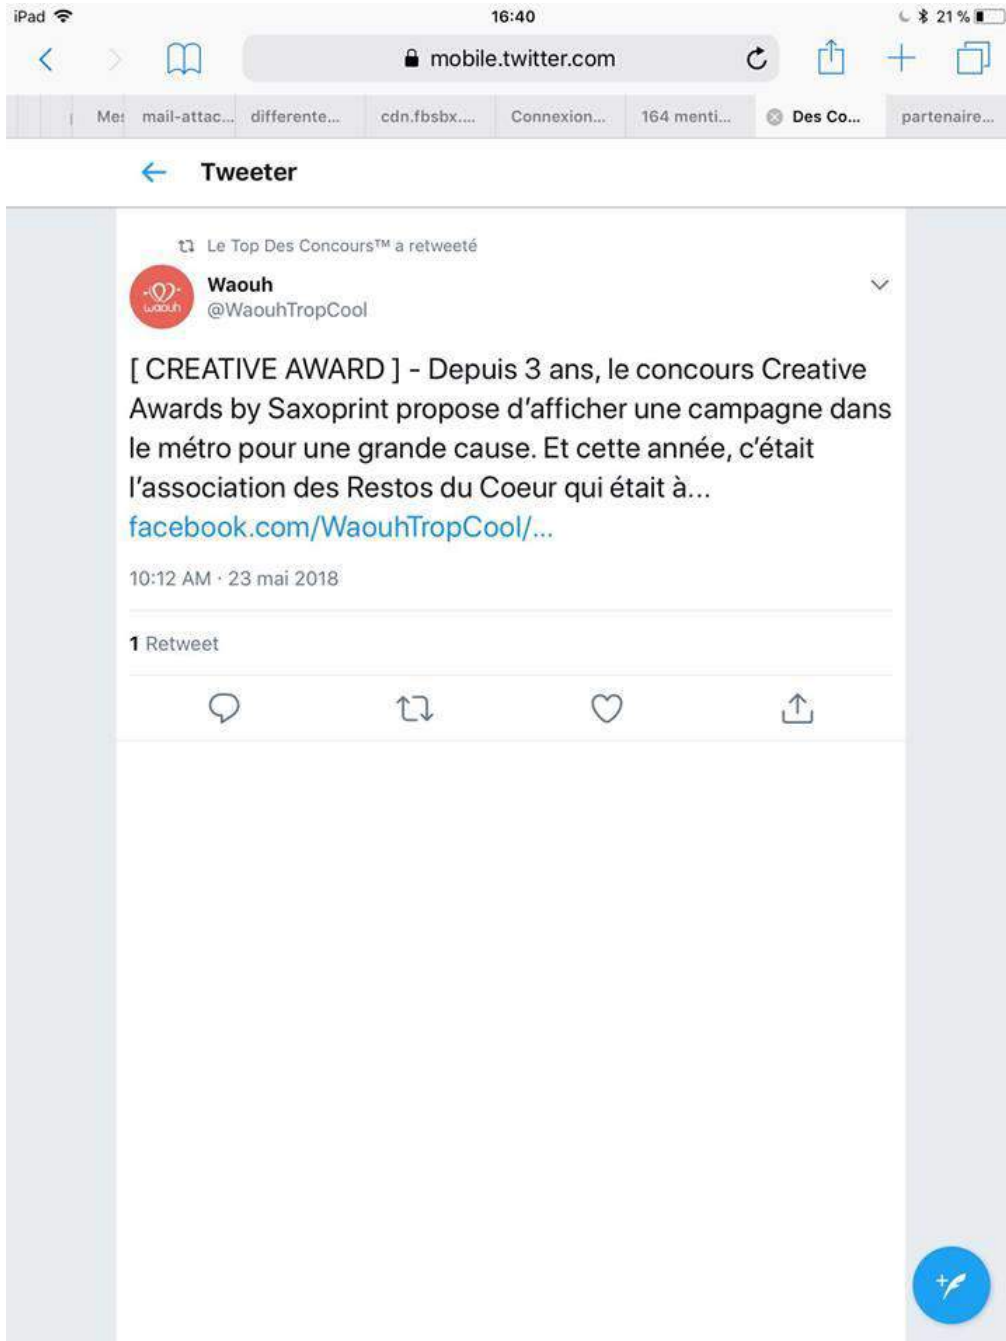 iPad 16:40 21 %
mobile.twitter.com
Mes mail-attac... differente... cdn.fbsbx.... Connexion... 164 menti... Des Co... partenaire...
Tweeter
Le Top Des Concours™ a retweeté
Waouh
@WaouhTropCool
waouh
[ CREATIVE AWARD ] - Depuis 3 ans, le concours Creative
Awards by Saxoprint propose d'afficher une campagne dans
le métro pour une grande cause. Et cette année, c'était
l'association des Restos du Coeur qui était à...
facebook.com/WaouhTropCool/...
10:12 AM · 23 mai 2018
1 Retweet